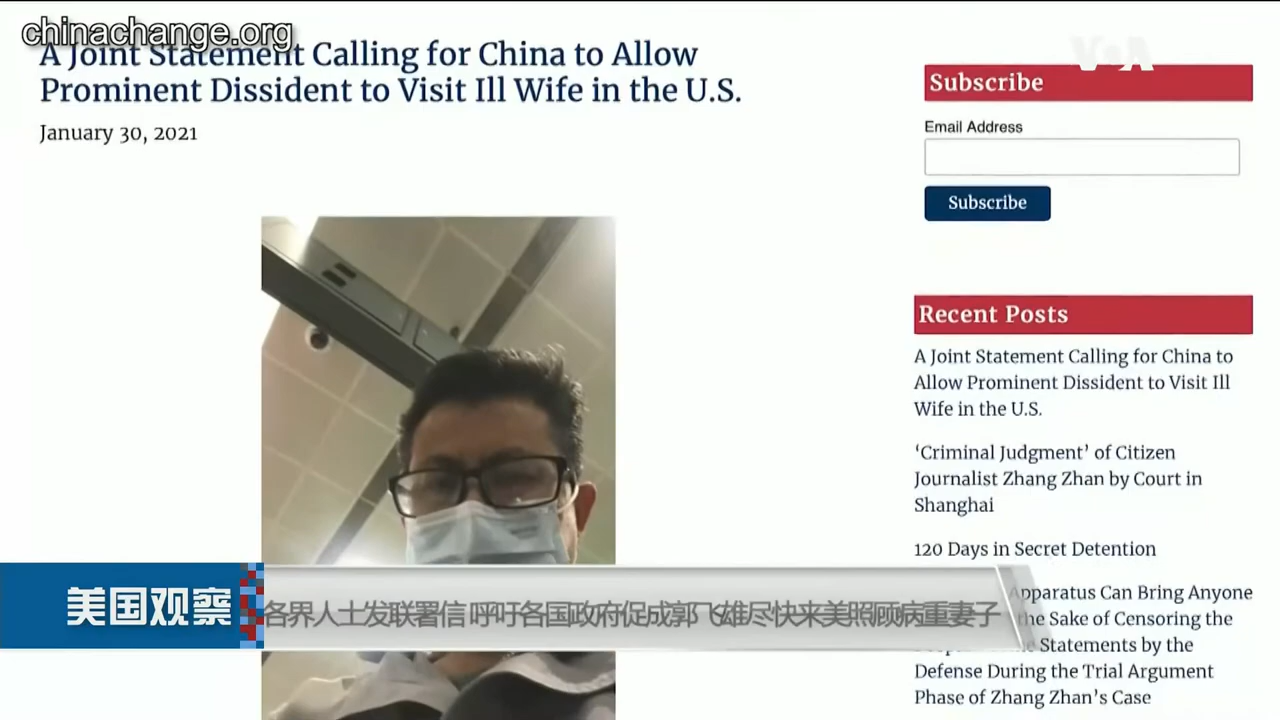 chinachange.org
A Joint Statement Calling for China to Allow
Prominent Dissident to Visit Ill Wife in the U.S.
January 30, 2021
VOA
Subscribe
Email Address
Subscribe
Recent Posts
A Joint Statement Calling for China to
Allow Prominent Dissident to Visit Ill
Wife in the U.S.
‘Criminal Judgment’ of Citizen
Journalist Zhang Zhan by Court in
Shanghai
120 Days in Secret Detention
Apparatus Can Bring Anyone
the Sake of Censoring the
Statements by the
Defense During the Trial Argument
Phase of Zhang Zhan’s Case
美国观察
各界人士发联署信 呼吁各国政府促成郭飞雄尽快来美照顾病重妻子